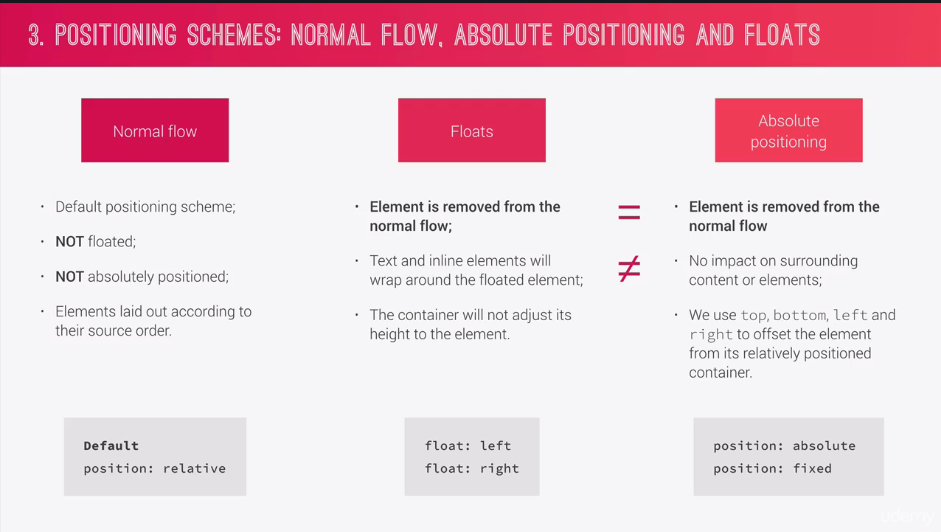 3. POSITIONING SCHEMES: NORMAL FLOW, ABSOLUTE POSITIONING AND FLOATS
Normal flow
· Default positioning scheme;
· NOT floated;
· NOT absolutely positioned;
· Elements laid out according to
their source order.
Default
position: relative
Floats
· Element is removed from the
normal flow;
· Text and inline elements will
wrap around the floated element;
· The container will not adjust its
height to the element.
float: left
float: right
=
≠
Absolute
positioning
· Element is removed from the
normal flow
· No impact on surrounding
content or elements;
· We use top, bottom, left and
right to offset the element
from its relatively positioned
container.
position: absolute
position: fixed
udemy